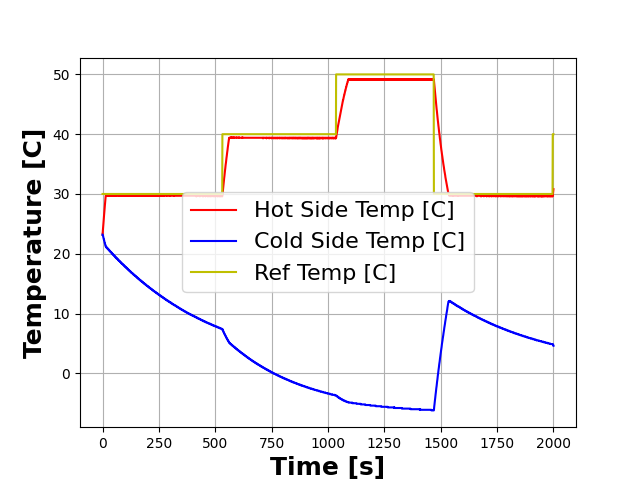 50
40
30
20
10
0
Temperature [C]
Hot Side Temp [C]
Cold Side Temp [C]
Ref Temp [C]
0 250 500 750 1000 1250 1500 1750 2000
Time [s]